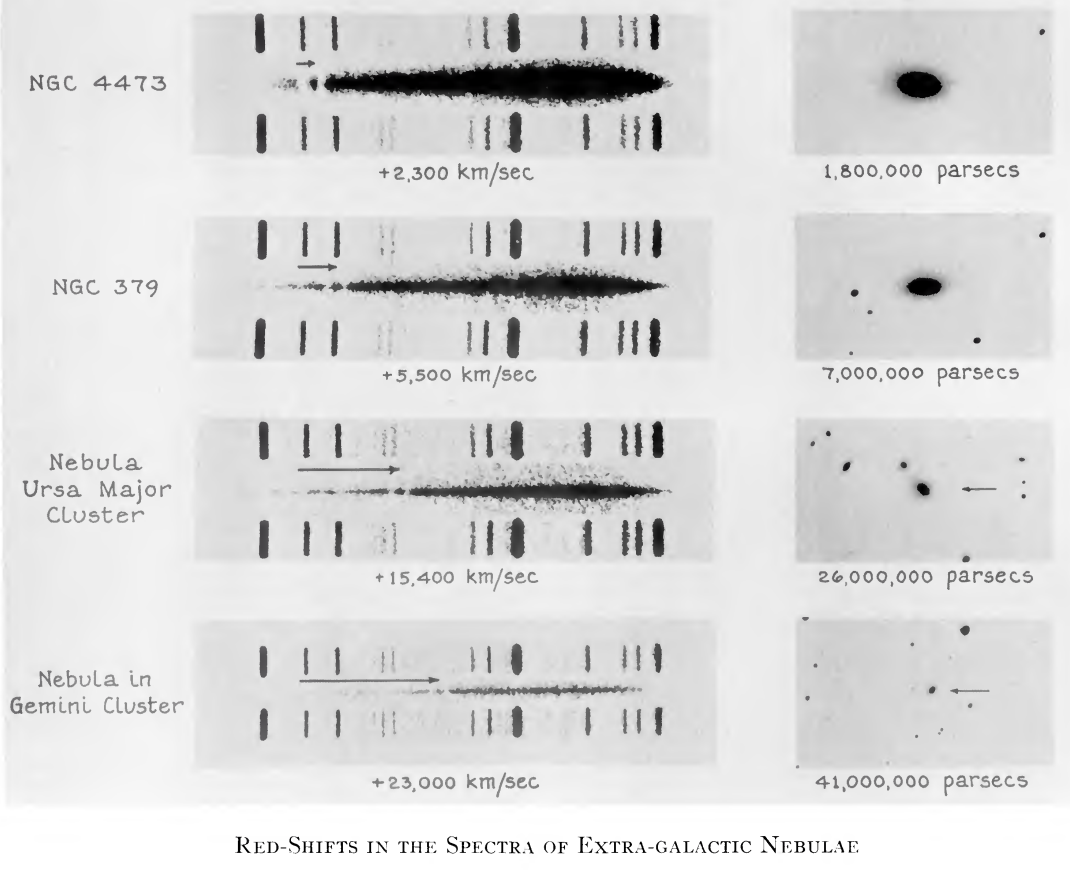 NGC 4473
+2,300 km/sec
1,800,000 parsecs
NGC 379
+5,500 km/sec
7,000,000 parsecs
Nebula
Ursa Major
Cluster
+15,400 km/sec
26,000,000 parsecs
Nebula in
Gemini Cluster
+23,000 km/sec
41,000,000 parsecs
Red-Shifts in the Spectra of Extra-galactic Nebulae